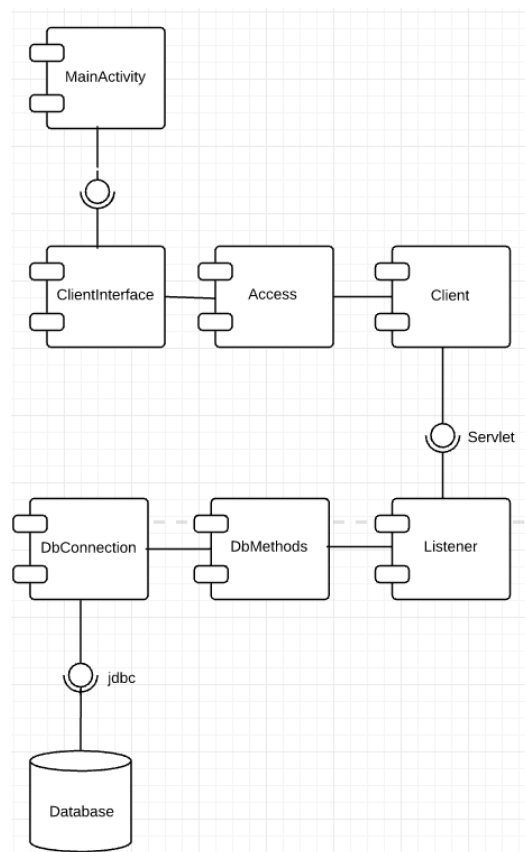 MainActivity
ClientInterface
Access
Client
Servlet
DbConnection
DbMethods
Listener
jdbc
Database